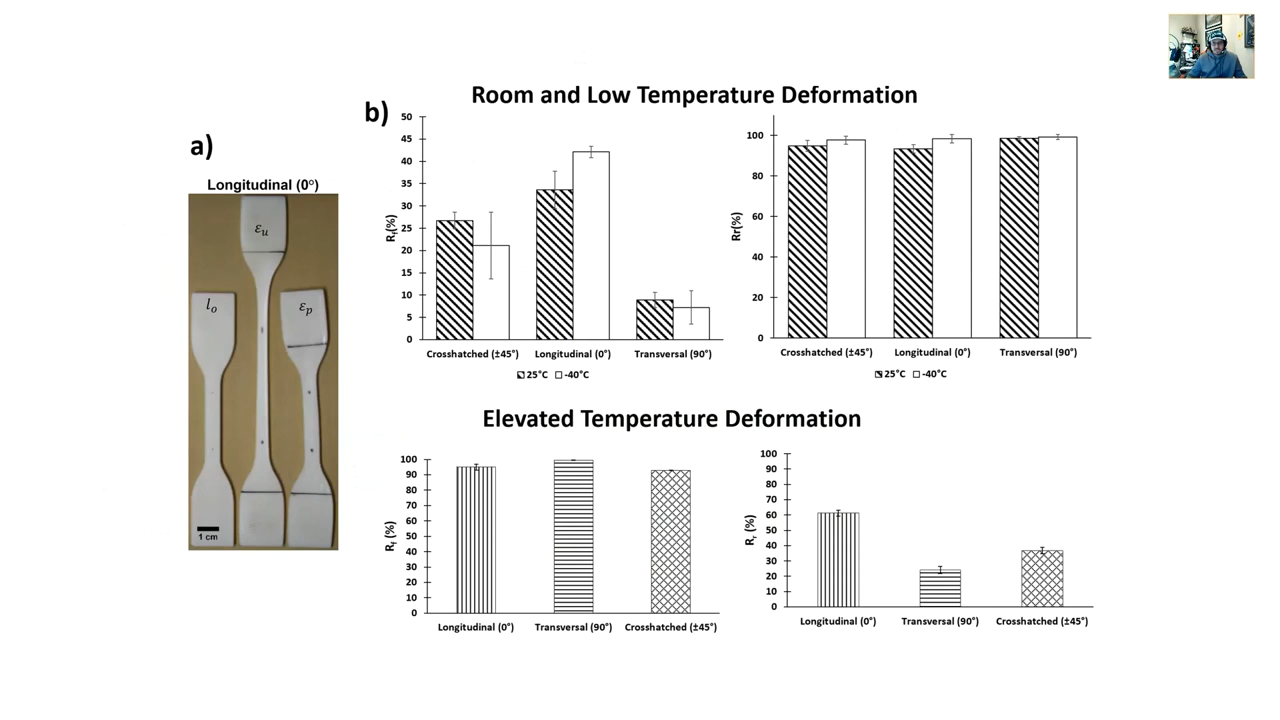 a)
Longitudinal (0°)
εu
lo
εp
1 cm
b)
Room and Low Temperature Deformation
50
45
40
35
30
25
20
15
10
5
0
Rf(%)
Crosshatched (±45°) Longitudinal (0°) Transversal (90°)
25°C -40°C
100
80
60
40
20
0
Rr(%)
Crosshatched (±45°) Longitudinal (0°) Transversal (90°)
25°C -40°C
Elevated Temperature Deformation
100
90
80
70
60
50
40
30
20
10
0
Rf (%)
Longitudinal (0°) Transversal (90°) Crosshatched (±45°)
100
90
80
70
60
50
40
30
20
10
0
Rr (%)
Longitudinal (0°) Transversal (90°) Crosshatched (±45°)